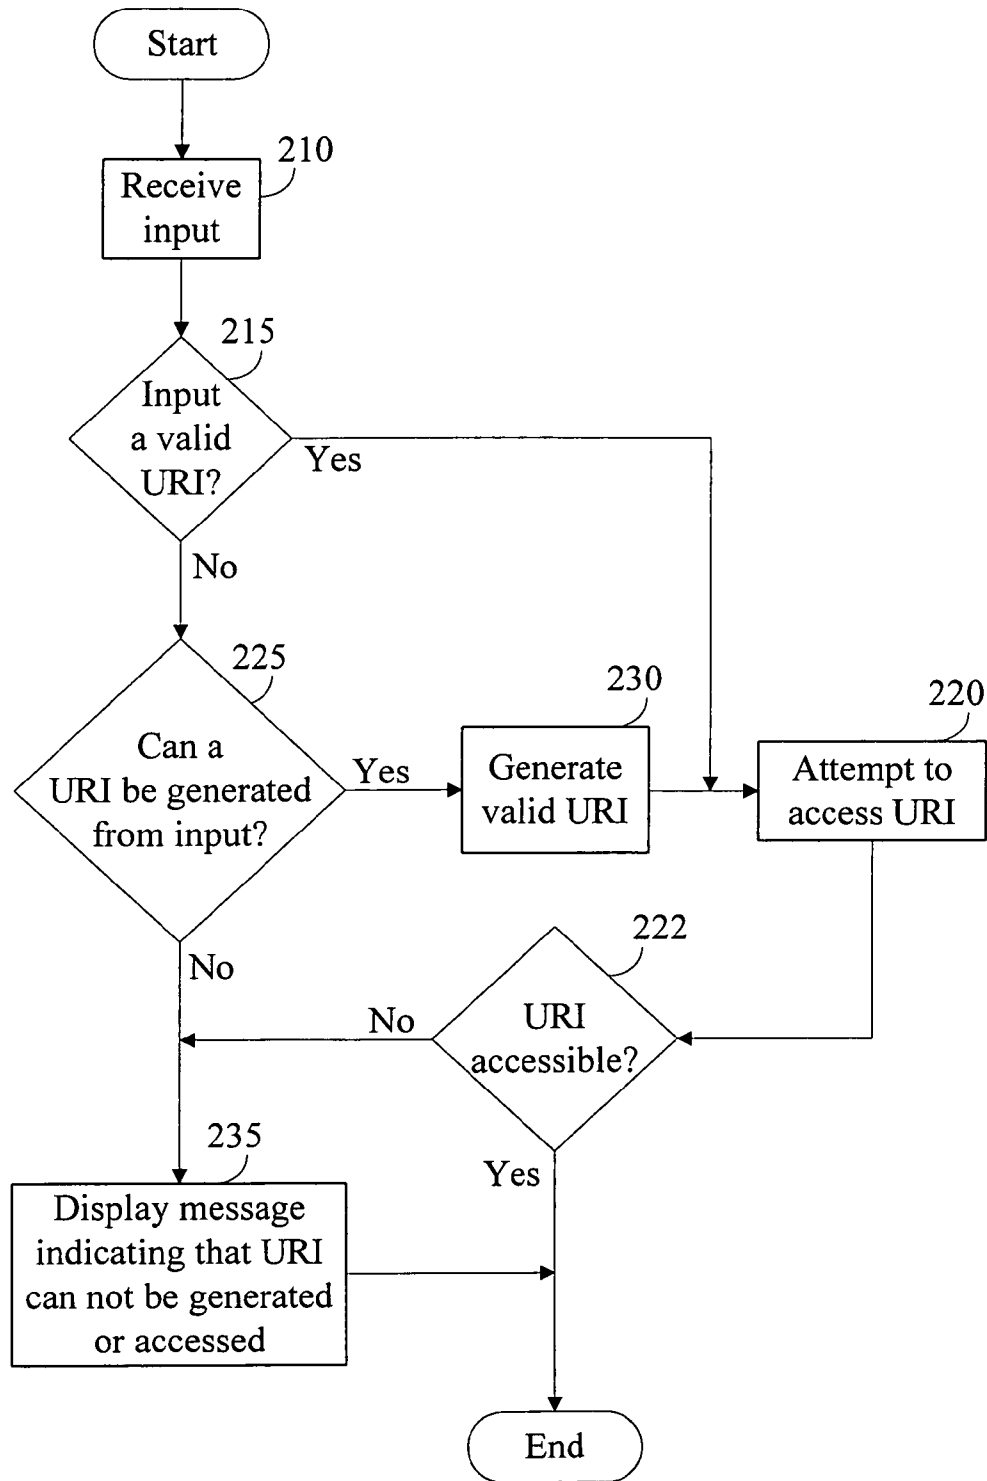 Start
210
Receive
input
215
Input
a valid
URI?
Yes
No
225
Can a
URI be generated
from input?
Yes
230
Generate
valid URI
220
Attempt to
access URI
No
222
URI
accessible?
No
Yes
235
Display message
indicating that URI
can not be generated
or accessed
End